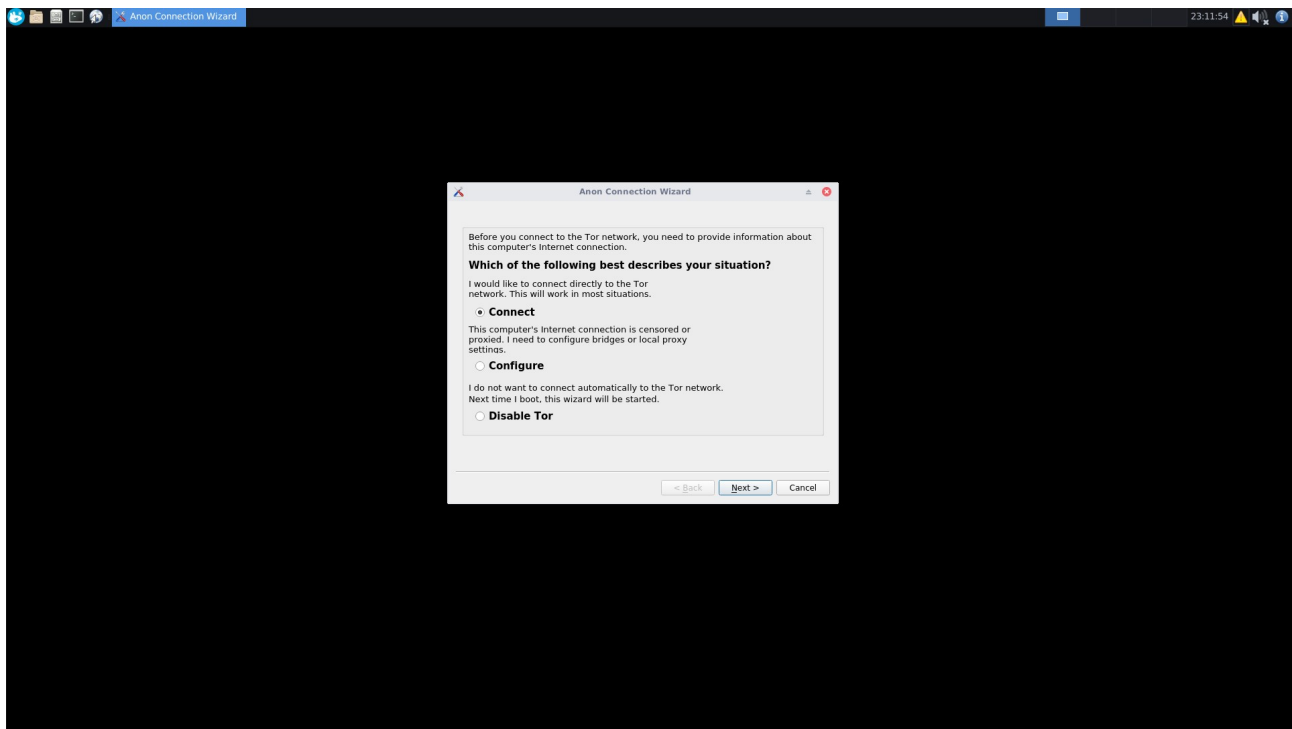 Anon Connection Wizard
23:11:54
Anon Connection Wizard
Before you connect to the Tor network, you need to provide information about
this computer's Internet connection.
Which of the following best describes your situation?
I would like to connect directly to the Tor
network. This will work in most situations.
Connect
This computer's Internet connection is censored or
proxied. I need to configure bridges or local proxy
settings.
Configure
I do not want to connect automatically to the Tor network.
Next time I boot, this wizard will be started.
Disable Tor
< Back Next > Cancel